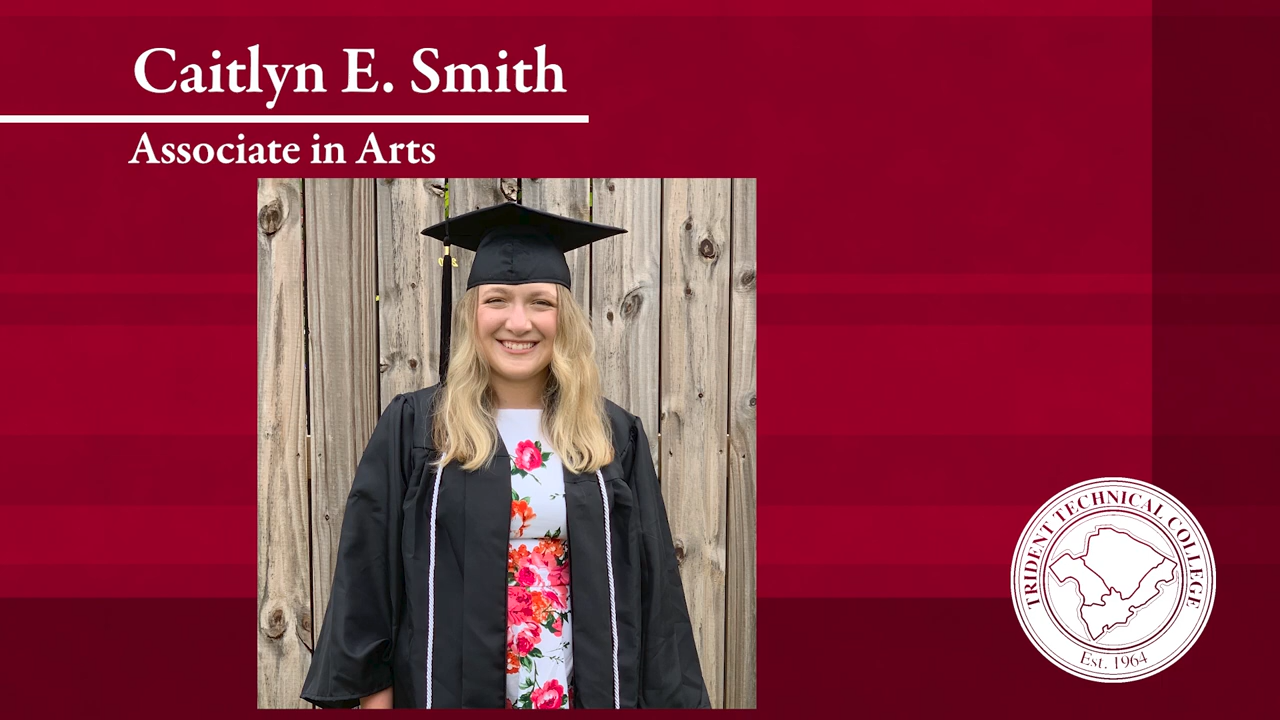 Caitlyn E. Smith
Associate in Arts
TRIDENT TECHNICAL COLLEGE
Est. 1964